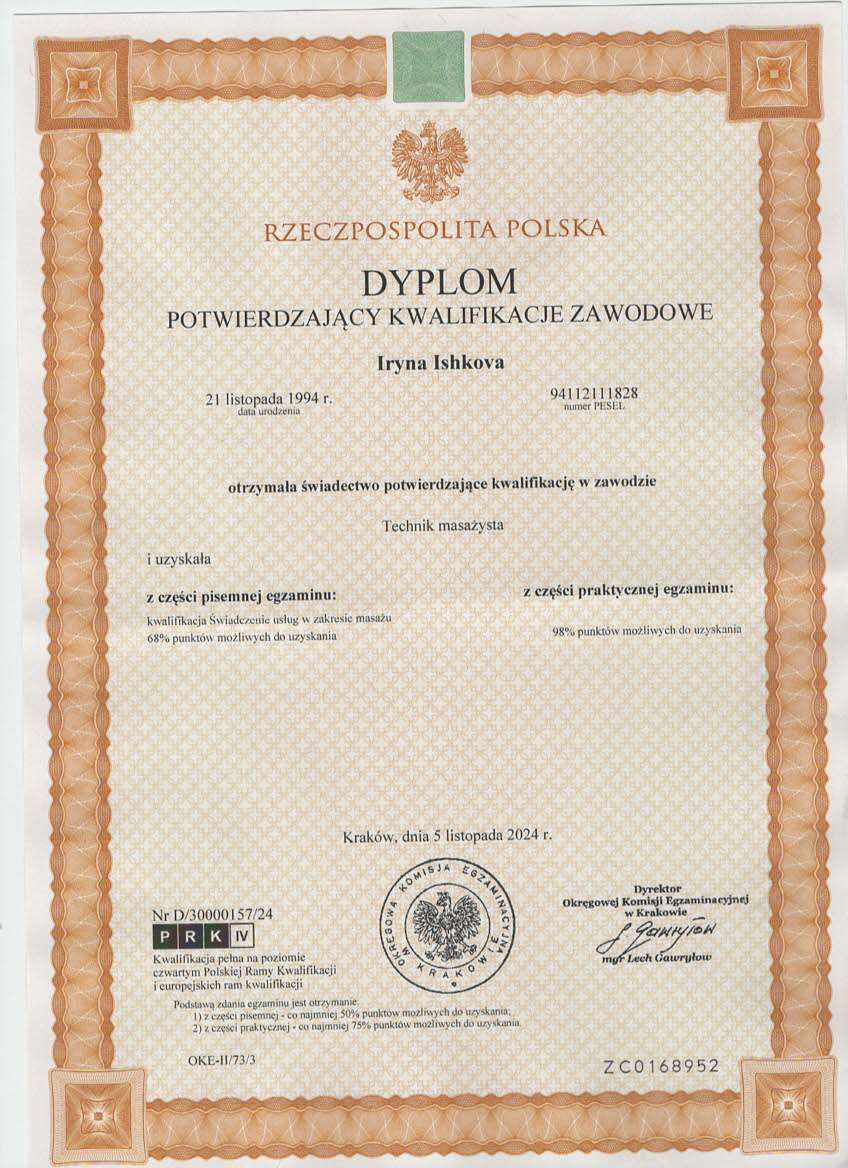 RZECZPOSPOLITA POLSKA
DYPLOM
POTWIERDZAJĄCY KWALIFIKACJE ZAWODOWE
Iryna Ishkova
21 listopada 1994 r.
data urodzenia
94112111828
numer PESEL
otrzymała świadectwo potwierdzające kwalifikację w zawodzie
Technik masażysta
i uzyskała
z części pisemnej egzaminu:
kwalifikacja Świadczenie usług w zakresie masażu
68% punktów możliwych do uzyskania
z części praktycznej egzaminu:
98% punktów możliwych do uzyskania
Kraków, dnia 5 listopada 2024 r.
Nr D/30000157/24
P R K IV
Kwalifikacja pełna na poziomie
czwartym Polskiej Ramy Kwalifikacji
i europejskich ram kwalifikacji
OKRĘGOWA KOMISJA EGZAMINACYJNA
W KRAKOWIE
Dyrektor
Okręgowej Komisji Egzaminacyjnej
w Krakowie
L Gawryłow
mgr Lech Gawryłow
Podstawą zdania egzaminu jest otrzymanie:
1) z części pisemnej - co najmniej 50% punktów możliwych do uzyskania;
2) z części praktycznej - co najmniej 75% punktów możliwych do uzyskania.
OKE-II/73/3
ZC0168952